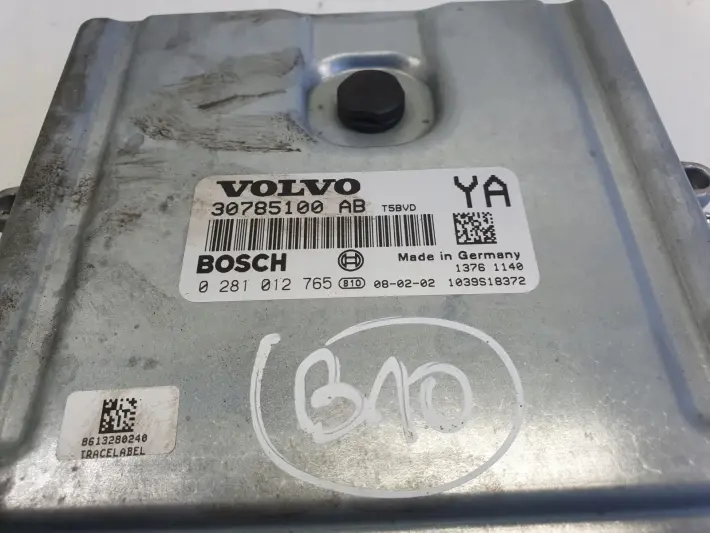 VOLVO YA
30785100 AB T5BVD
BOSCH Made in Germany
1376 1140
0 281 012 765 B10 08-02-02 1039S18372
B10
8613280240
TRACELABEL